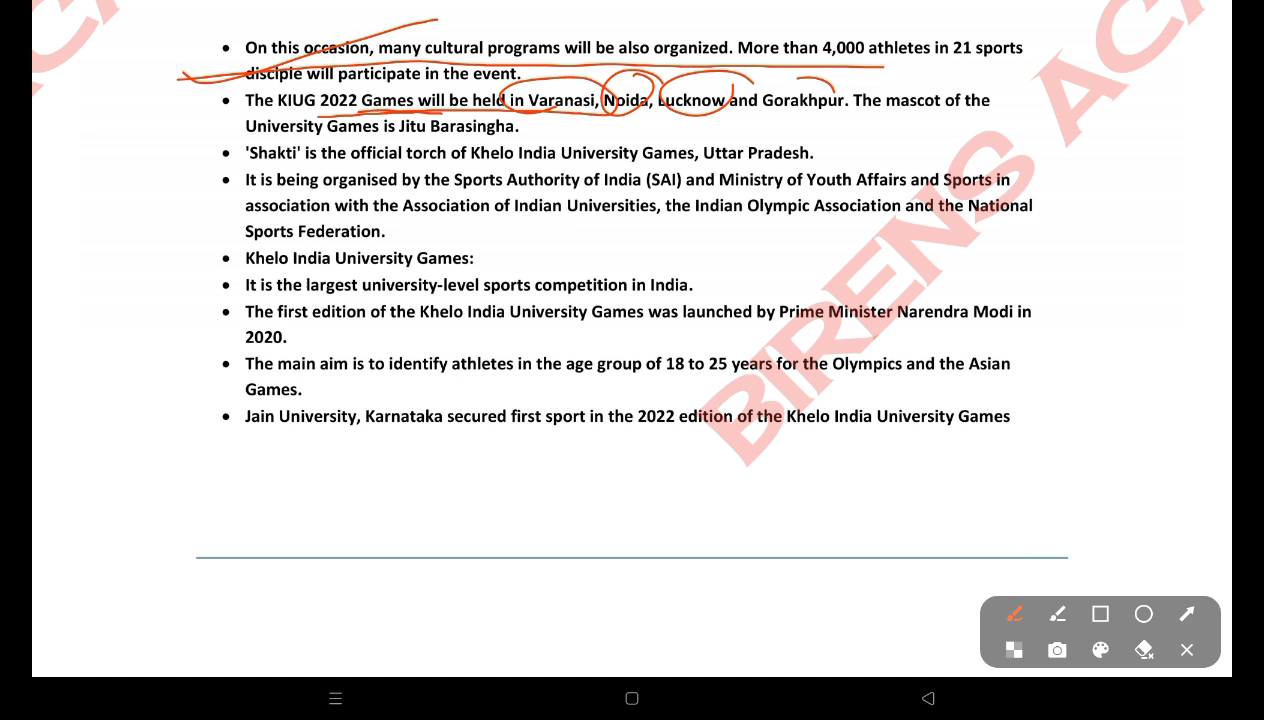 • On this occasion, many cultural programs will be also organized. More than 4,000 athletes in 21 sports
disciple will participate in the event.
• The KIUG 2022 Games will be held in Varanasi, Noida, Lucknow and Gorakhpur. The mascot of the
University Games is Jitu Barasingha.
• 'Shakti' is the official torch of Khelo India University Games, Uttar Pradesh.
• It is being organised by the Sports Authority of India (SAI) and Ministry of Youth Affairs and Sports in
association with the Association of Indian Universities, the Indian Olympic Association and the National
Sports Federation.
• Khelo India University Games:
• It is the largest university-level sports competition in India.
• The first edition of the Khelo India University Games was launched by Prime Minister Narendra Modi in
2020.
• The main aim is to identify athletes in the age group of 18 to 25 years for the Olympics and the Asian
Games.
• Jain University, Karnataka secured first sport in the 2022 edition of the Khelo India University Games
BIRENS ACA